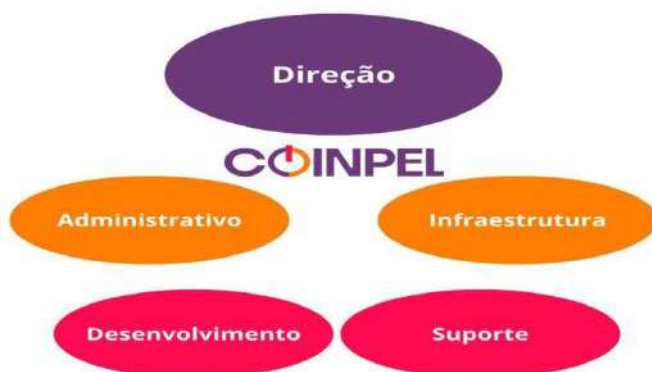 Direção
COINPEL
Administrativo
Infraestrutura
Desenvolvimento
Suporte